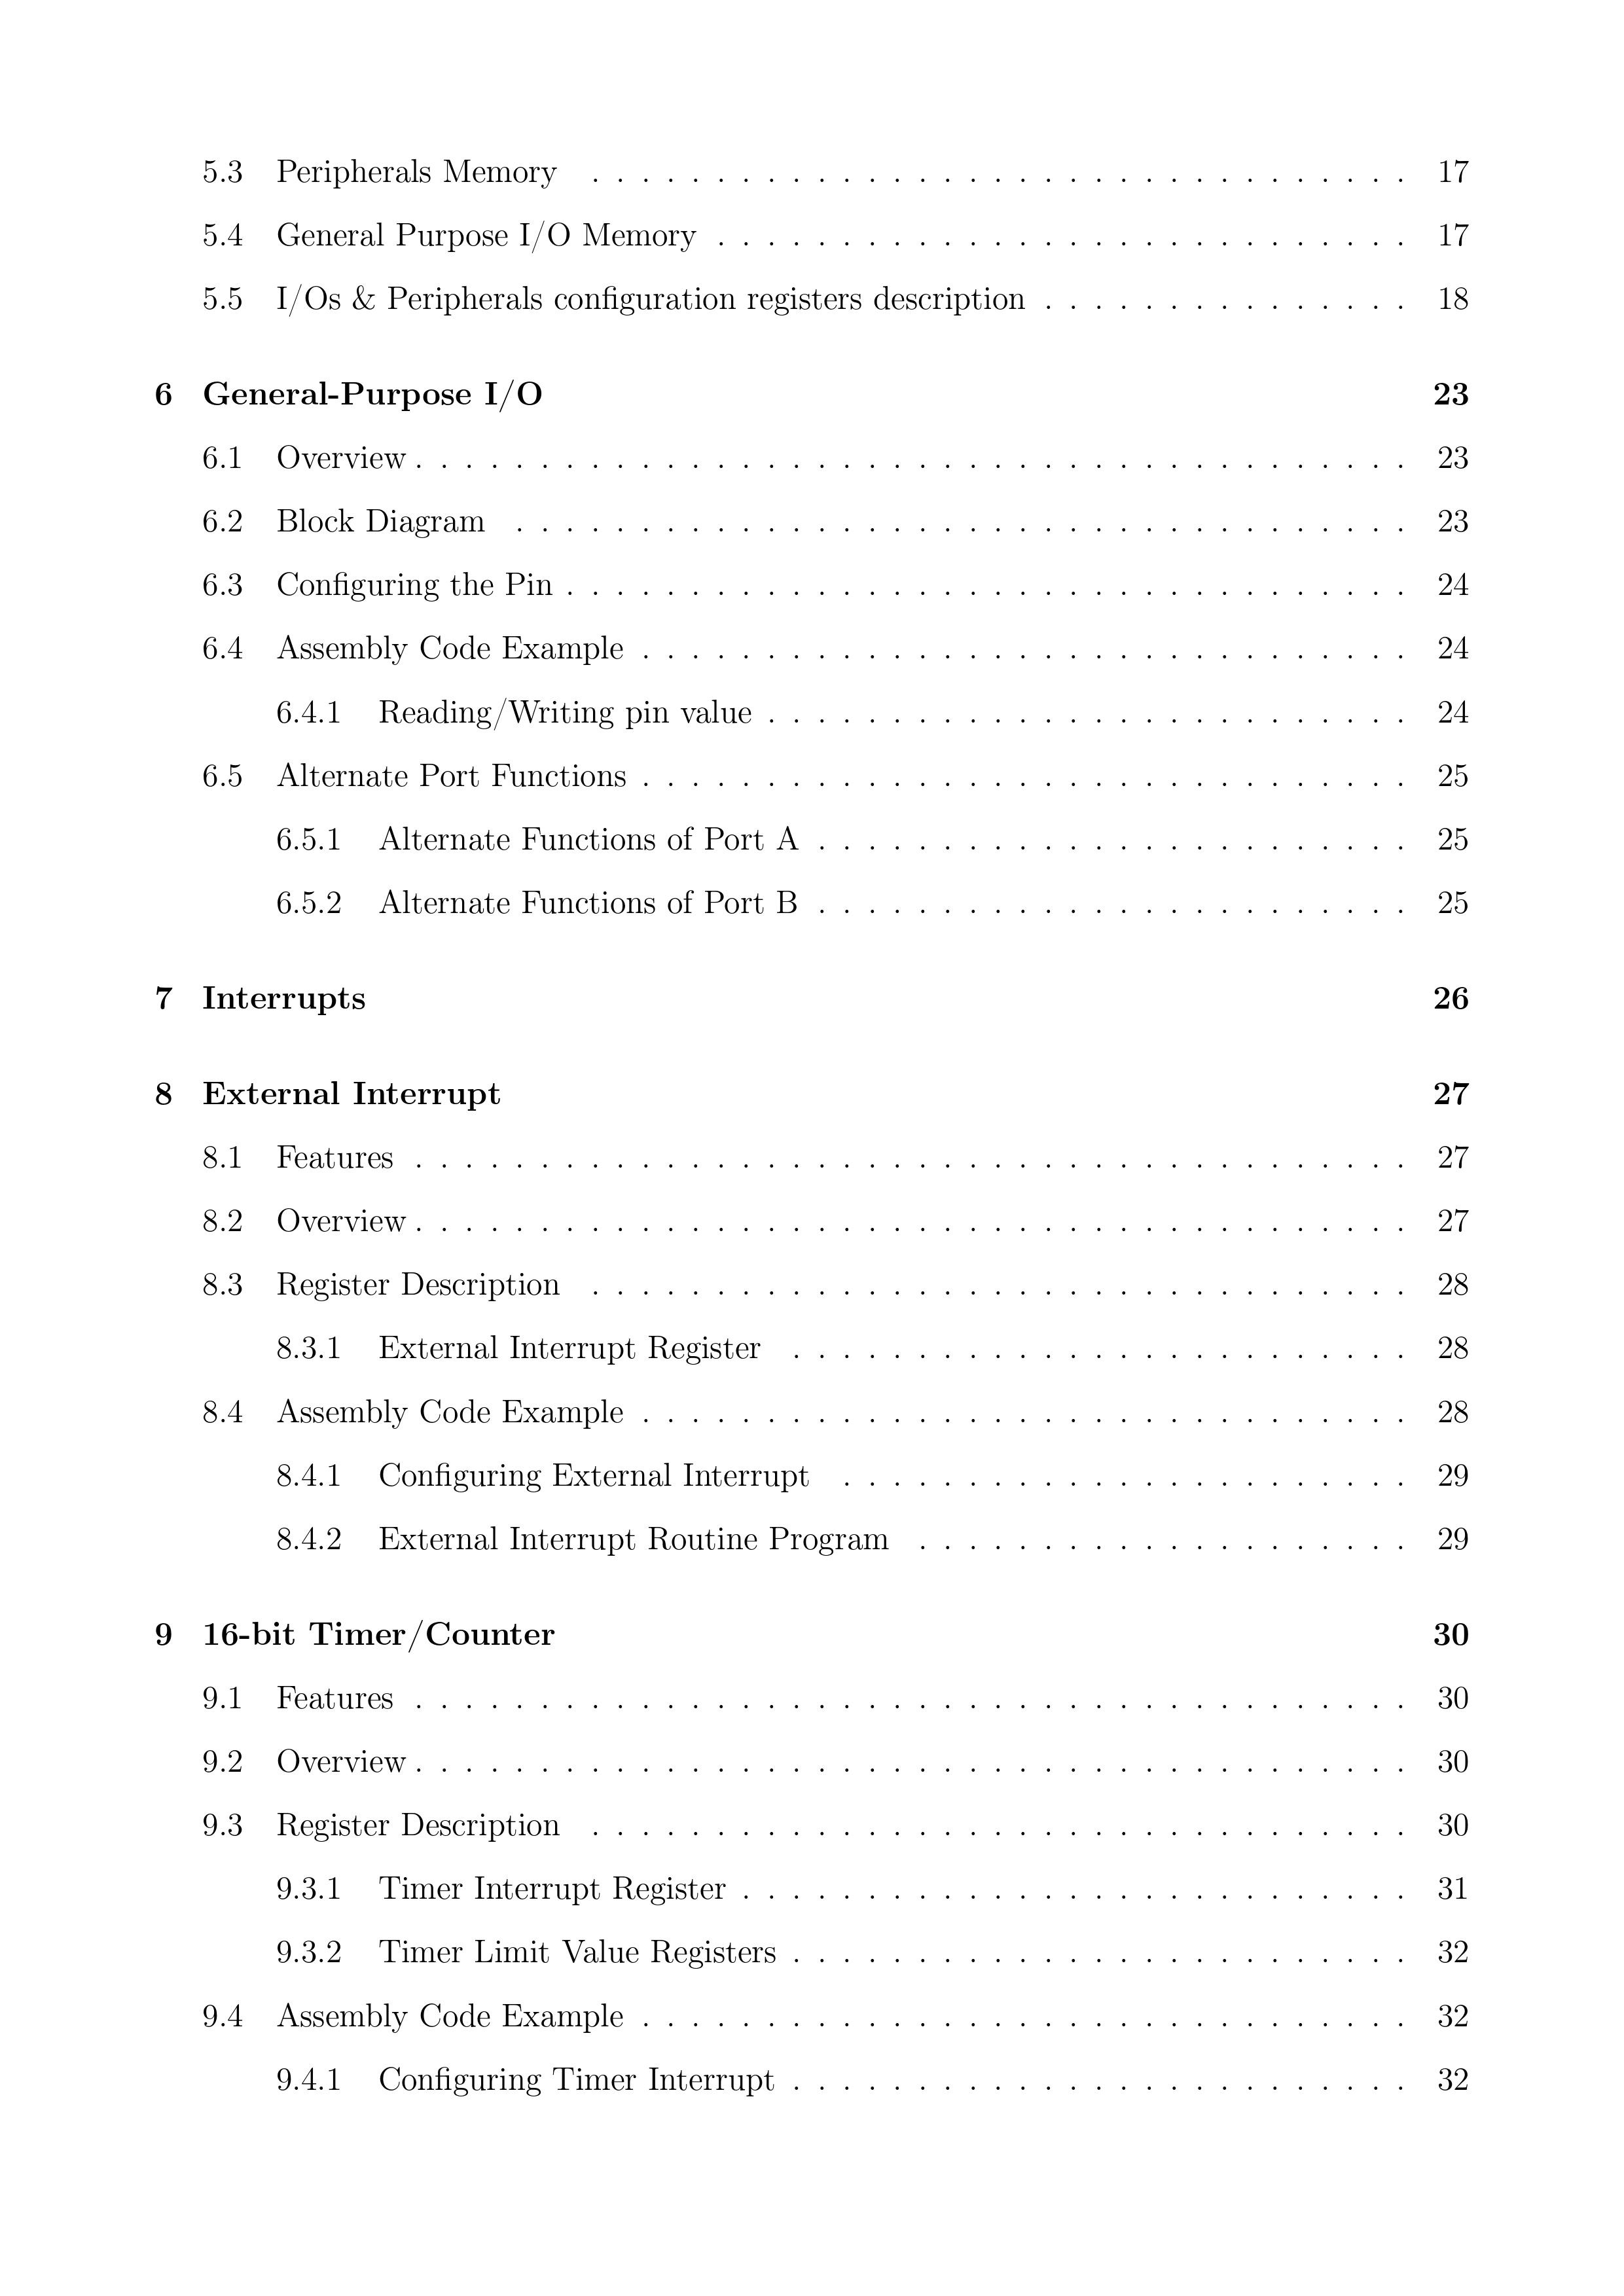 5.3 Peripherals Memory . . . . . . . . . . . . . . . . . . . . . . . . . . . . . . . . . 17
5.4 General Purpose I/O Memory . . . . . . . . . . . . . . . . . . . . . . . . . . . . 17
5.5 I/Os & Peripherals configuration registers description . . . . . . . . . . . . . . . 18
6 General-Purpose I/O 23
6.1 Overview . . . . . . . . . . . . . . . . . . . . . . . . . . . . . . . . . . . . . . . . 23
6.2 Block Diagram . . . . . . . . . . . . . . . . . . . . . . . . . . . . . . . . . . . . 23
6.3 Configuring the Pin . . . . . . . . . . . . . . . . . . . . . . . . . . . . . . . . . . 24
6.4 Assembly Code Example . . . . . . . . . . . . . . . . . . . . . . . . . . . . . . . 24
6.4.1 Reading/Writing pin value . . . . . . . . . . . . . . . . . . . . . . . . . . 24
6.5 Alternate Port Functions . . . . . . . . . . . . . . . . . . . . . . . . . . . . . . . 25
6.5.1 Alternate Functions of Port A . . . . . . . . . . . . . . . . . . . . . . . . 25
6.5.2 Alternate Functions of Port B . . . . . . . . . . . . . . . . . . . . . . . . 25
7 Interrupts 26
8 External Interrupt 27
8.1 Features . . . . . . . . . . . . . . . . . . . . . . . . . . . . . . . . . . . . . . . . 27
8.2 Overview . . . . . . . . . . . . . . . . . . . . . . . . . . . . . . . . . . . . . . . . 27
8.3 Register Description . . . . . . . . . . . . . . . . . . . . . . . . . . . . . . . . . 28
8.3.1 External Interrupt Register . . . . . . . . . . . . . . . . . . . . . . . . . 28
8.4 Assembly Code Example . . . . . . . . . . . . . . . . . . . . . . . . . . . . . . . 28
8.4.1 Configuring External Interrupt . . . . . . . . . . . . . . . . . . . . . . . 29
8.4.2 External Interrupt Routine Program . . . . . . . . . . . . . . . . . . . . 29
9 16-bit Timer/Counter 30
9.1 Features . . . . . . . . . . . . . . . . . . . . . . . . . . . . . . . . . . . . . . . . 30
9.2 Overview . . . . . . . . . . . . . . . . . . . . . . . . . . . . . . . . . . . . . . . . 30
9.3 Register Description . . . . . . . . . . . . . . . . . . . . . . . . . . . . . . . . . 30
9.3.1 Timer Interrupt Register . . . . . . . . . . . . . . . . . . . . . . . . . . . 31
9.3.2 Timer Limit Value Registers . . . . . . . . . . . . . . . . . . . . . . . . . 32
9.4 Assembly Code Example . . . . . . . . . . . . . . . . . . . . . . . . . . . . . . . 32
9.4.1 Configuring Timer Interrupt . . . . . . . . . . . . . . . . . . . . . . . . . 32